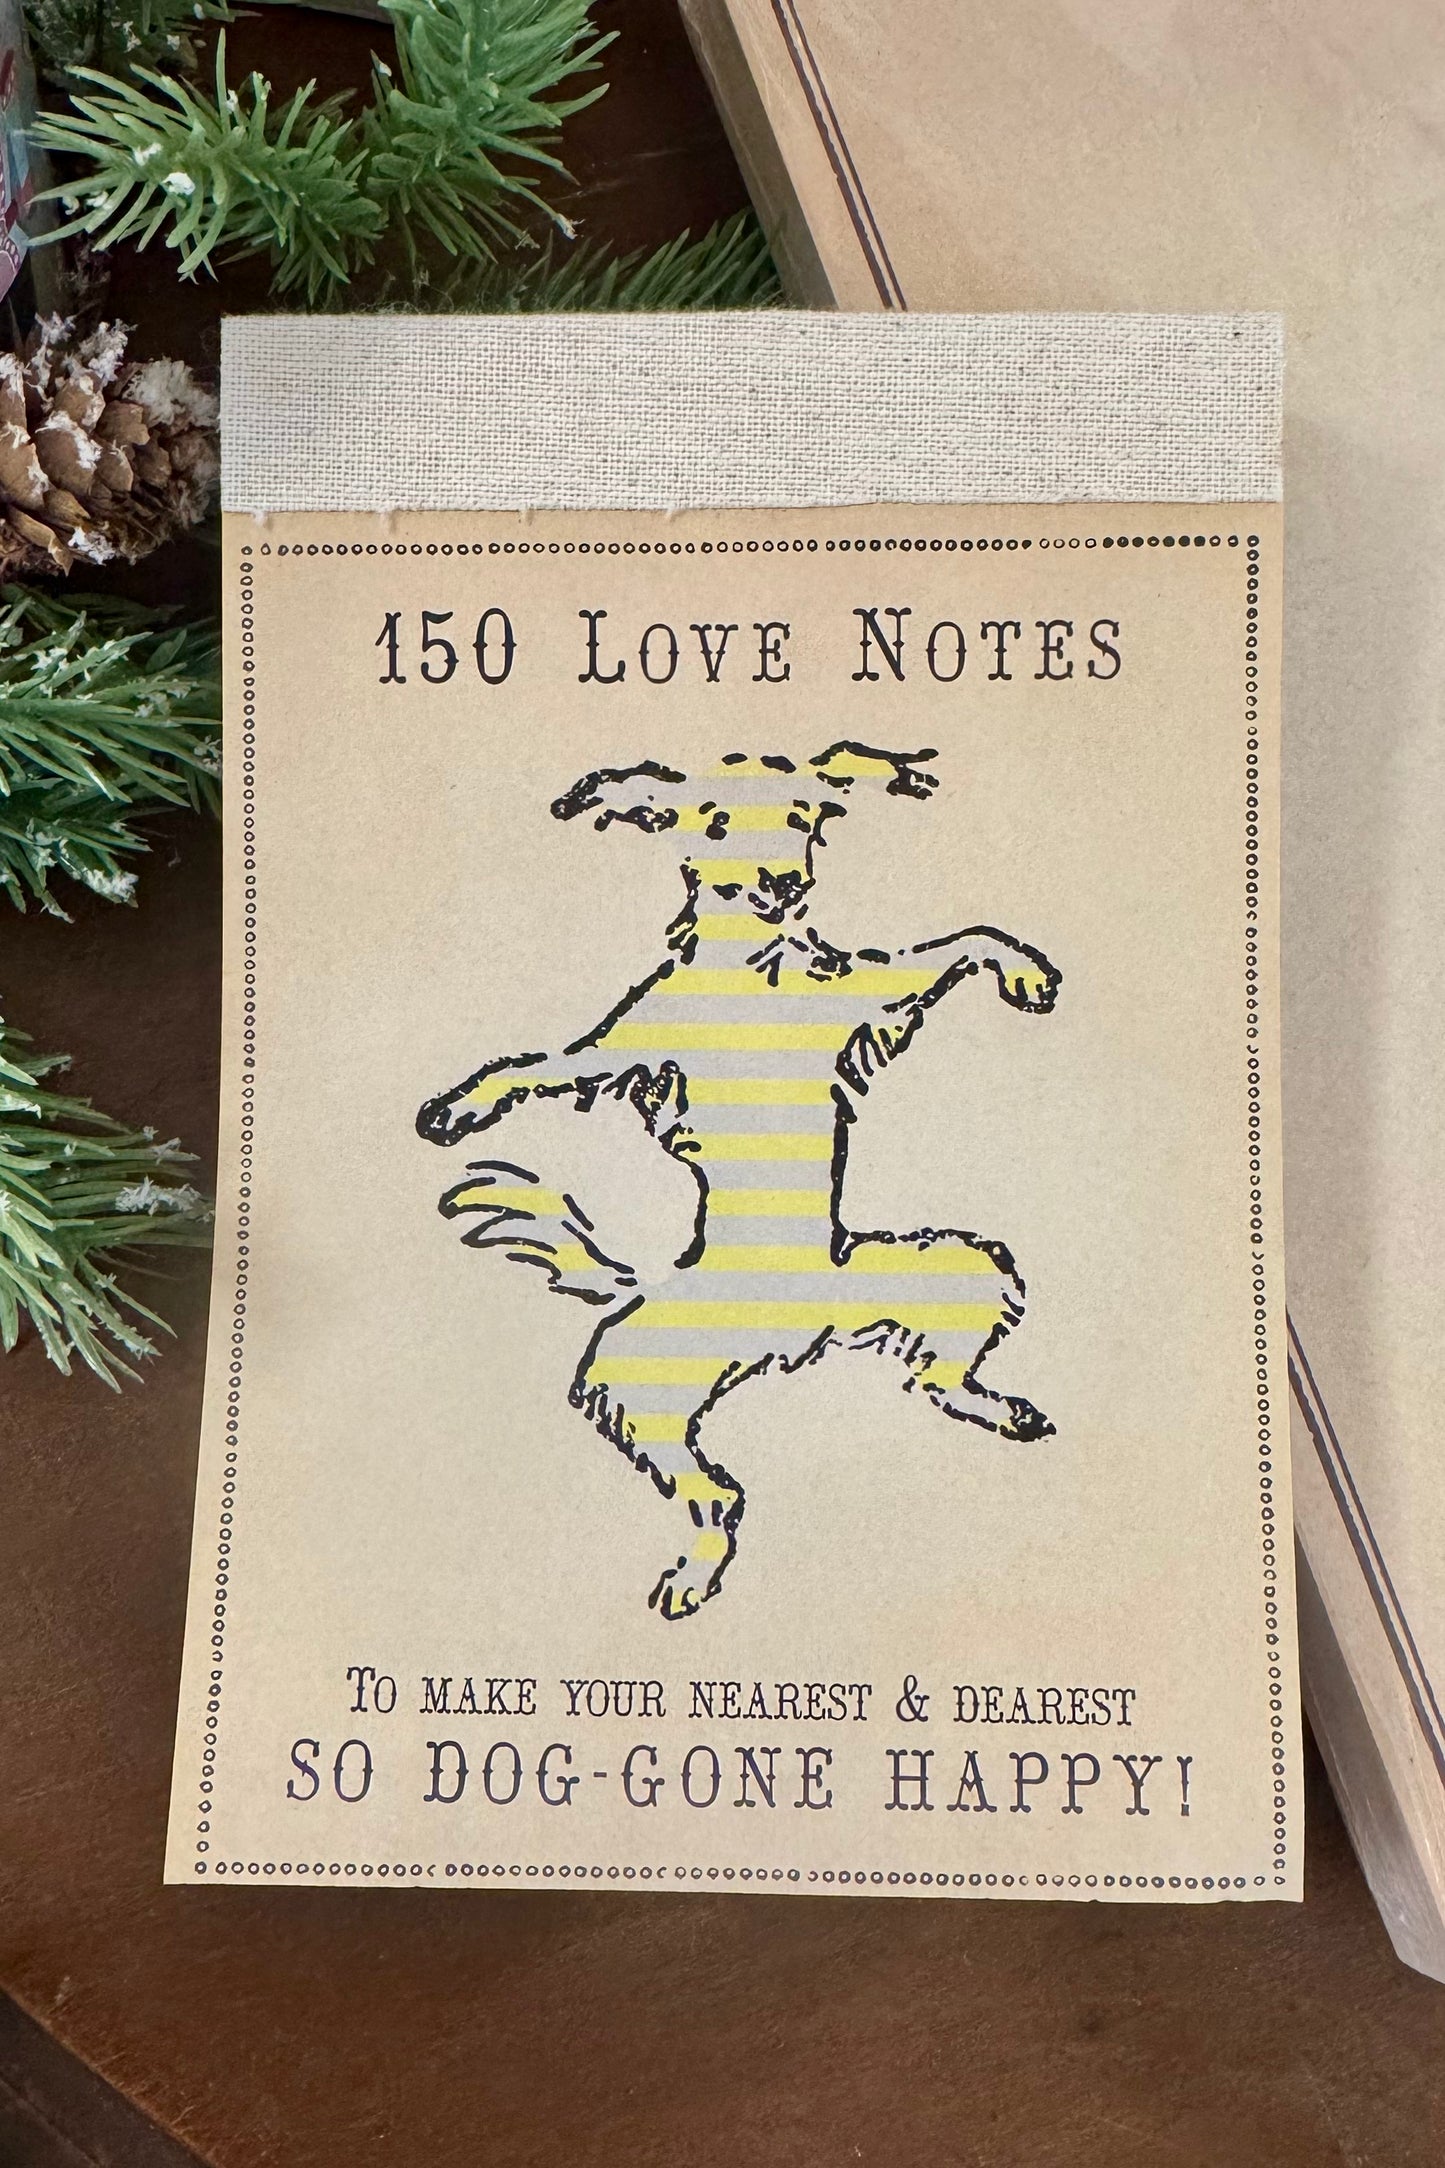 150 Love Notes
To make your nearest & dearest
so dog-gone happy!